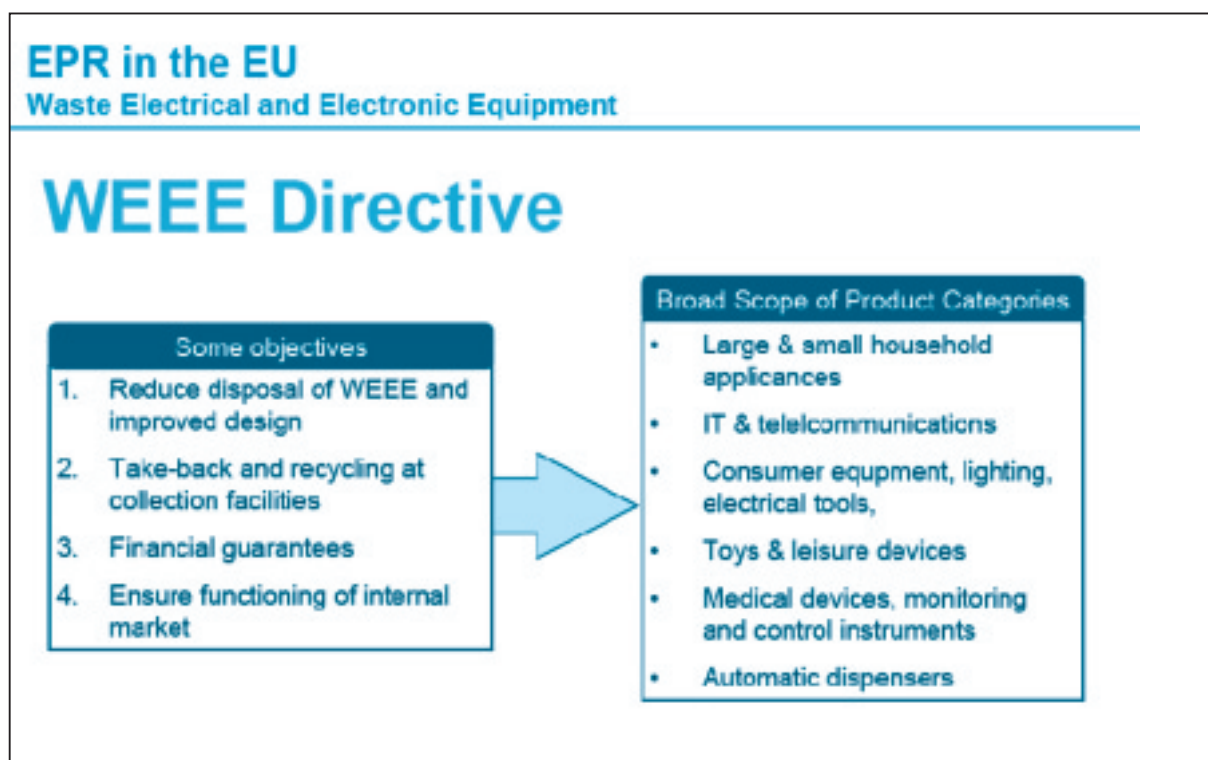 EPR in the EU
Waste Electrical and Electronic Equipment
WEEE Directive
Some objectives
1. Reduce disposal of WEEE and
improved design
2. Take-back and recycling at
collection facilities
3. Financial guarantees
4. Ensure functioning of internal
market
Broad Scope of Product Categories
• Large & small household
applicances
• IT & telelcommunications
• Consumer equpment, lighting,
electrical tools,
• Toys & leisure devices
• Medical devices, monitoring
and control instruments
• Automatic dispensers